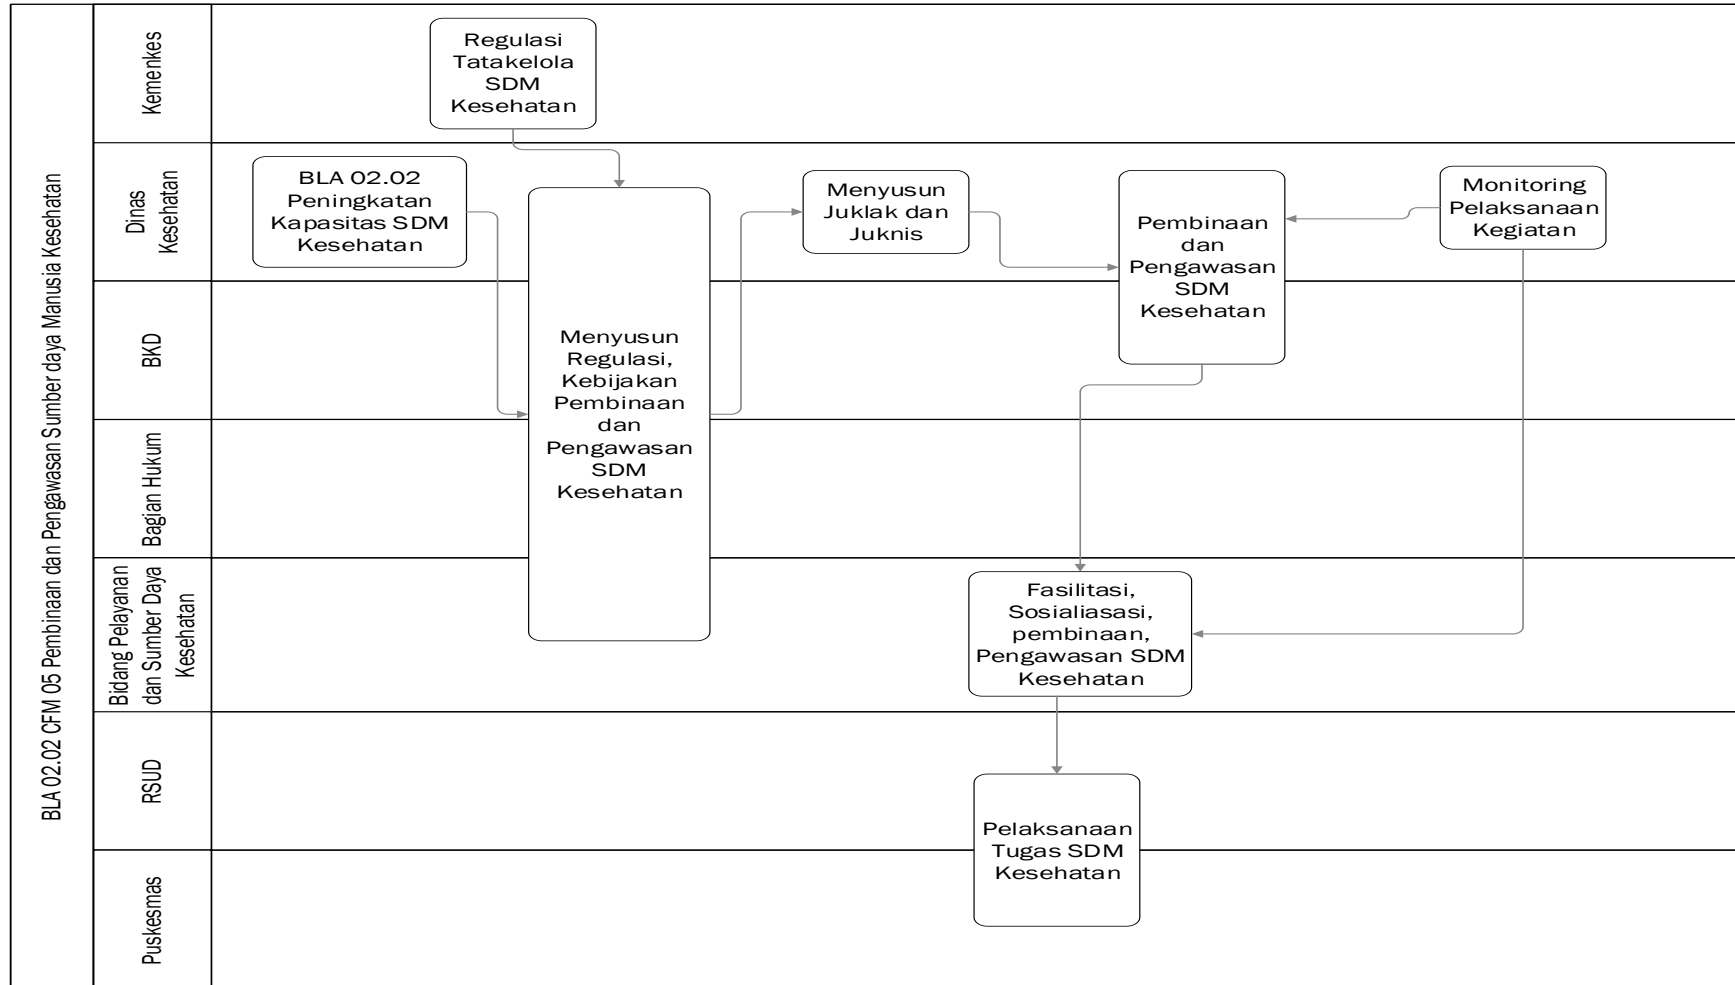 BLA 02.02 CFM 05 Pembinaan dan Pengawasan Sumber daya Manusia Kesehatan
Kemenkes
Regulasi
Tatakelola
SDM
Kesehatan
Dinas
Kesehatan
BLA 02.02
Peningkatan
Kapasitas SDM
Kesehatan
Menyusun
Juklak dan
Juknis
Pembinaan
dan
Pengawasan
SDM
Kesehatan
Monitoring
Pelaksanaan
Kegiatan
BKD
Menyusun
Regulasi,
Kebijakan
Pembinaan
dan
Pengawasan
SDM
Kesehatan
Bagian Hukum
Bidang Pelayanan
dan Sumber Daya
Kesehatan
Fasilitasi,
Sosialiasasi,
pembinaan,
Pengawasan SDM
Kesehatan
RSUD
Pelaksanaan
Tugas SDM
Kesehatan
Puskesmas